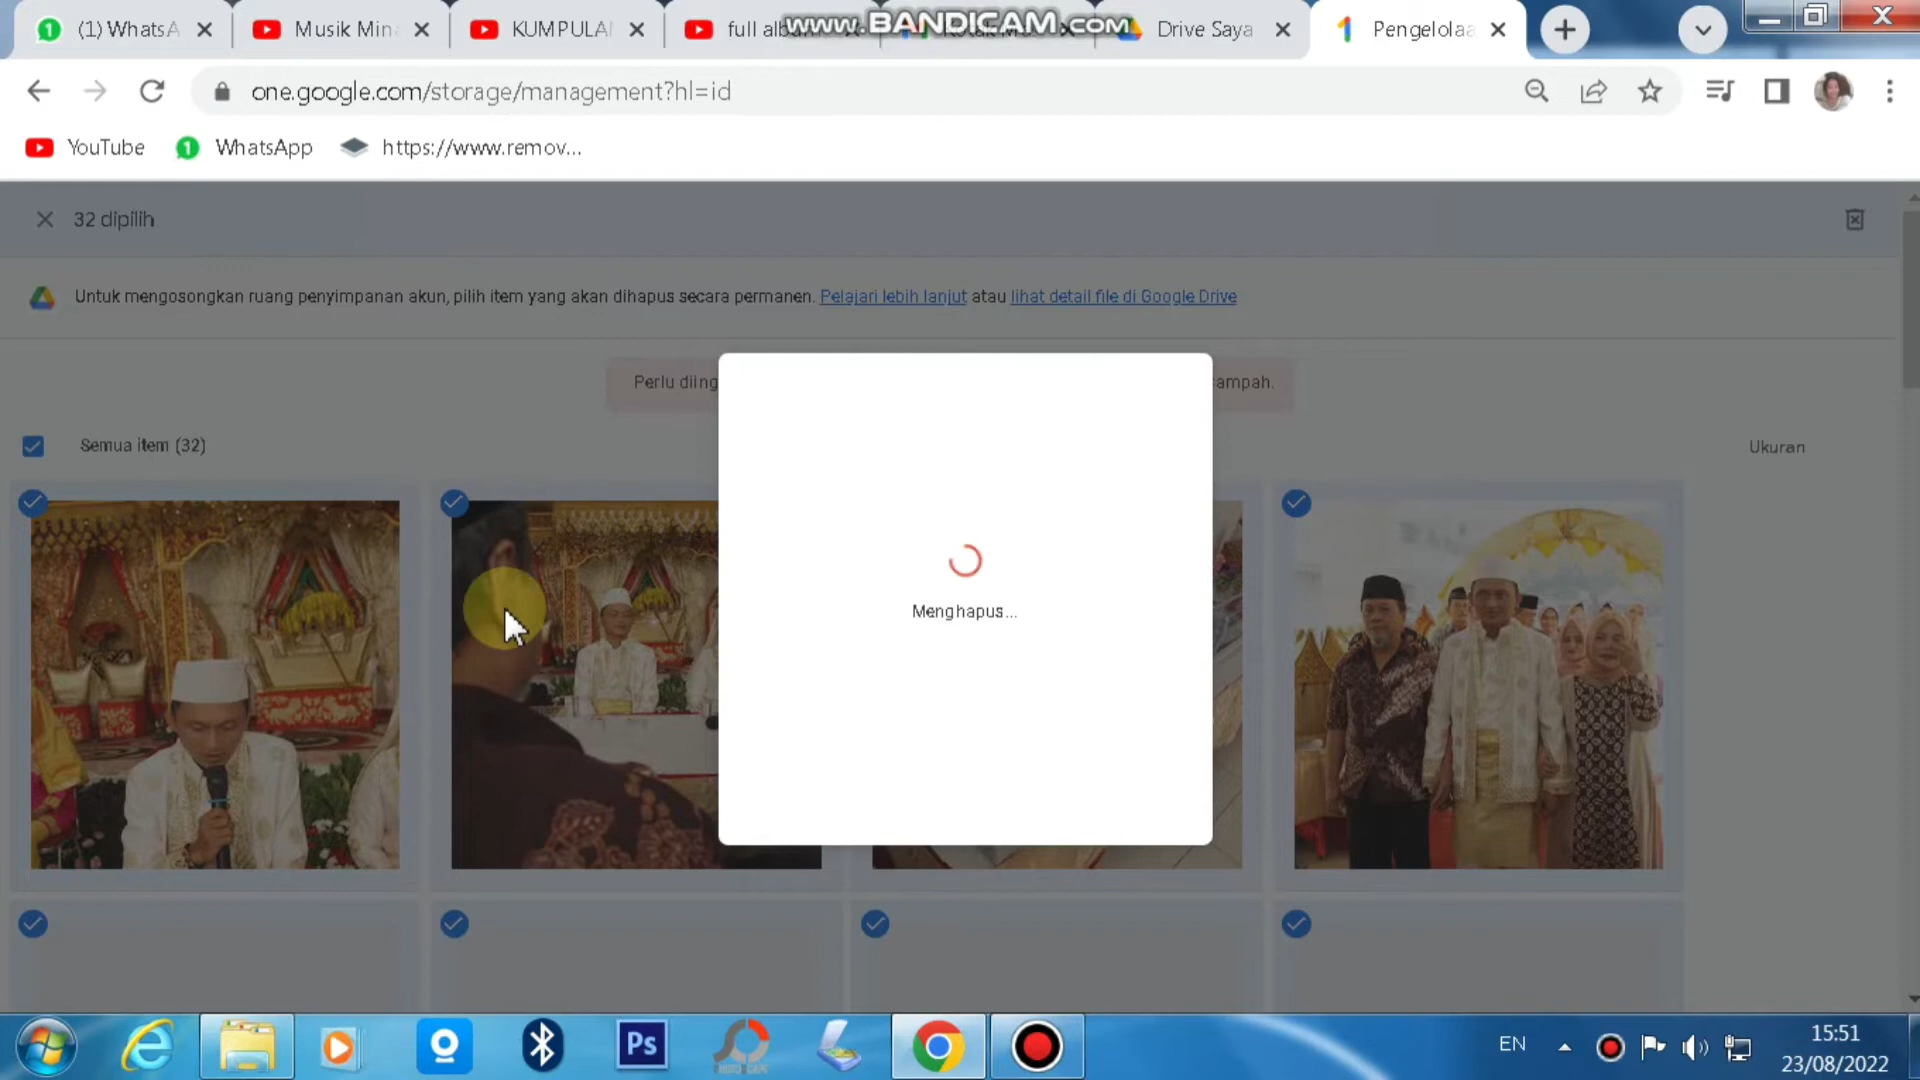 (1) WhatsA
Musik Min
KUMPULA
full alb
Drive Saya
Pengelolaa
www.BANDICAM.com
one.google.com/storage/management?hl=id
YouTube
WhatsApp
https://www.remov...
32 dipilih
Untuk mengosongkan ruang penyimpanan akun, pilih item yang akan dihapus secara permanen. Pelajari lebih lanjut atau lihat detail file di Google Drive
Perlu diing ampah.
Semua item (32)
Ukuran
Menghapus...
Ps
EN
15:51
23/08/2022